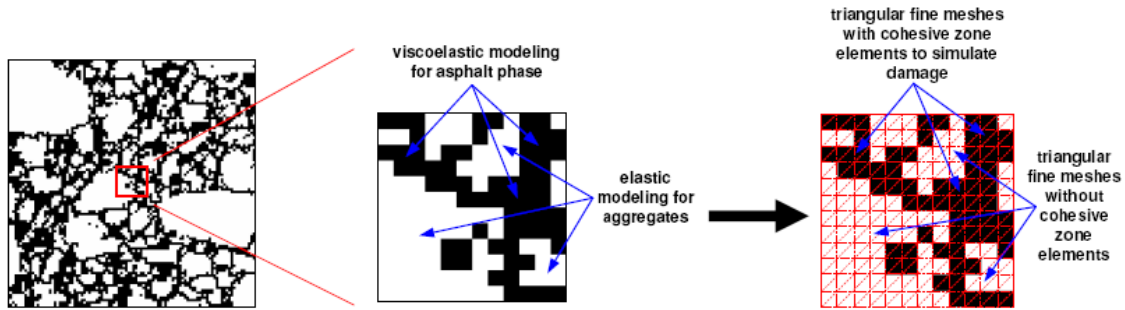 viscoelastic modeling
for asphalt phase
elastic
modeling for
aggregates
triangular fine meshes
with cohesive zone
elements to simulate
damage
triangular
fine meshes
without
cohesive
zone
elements